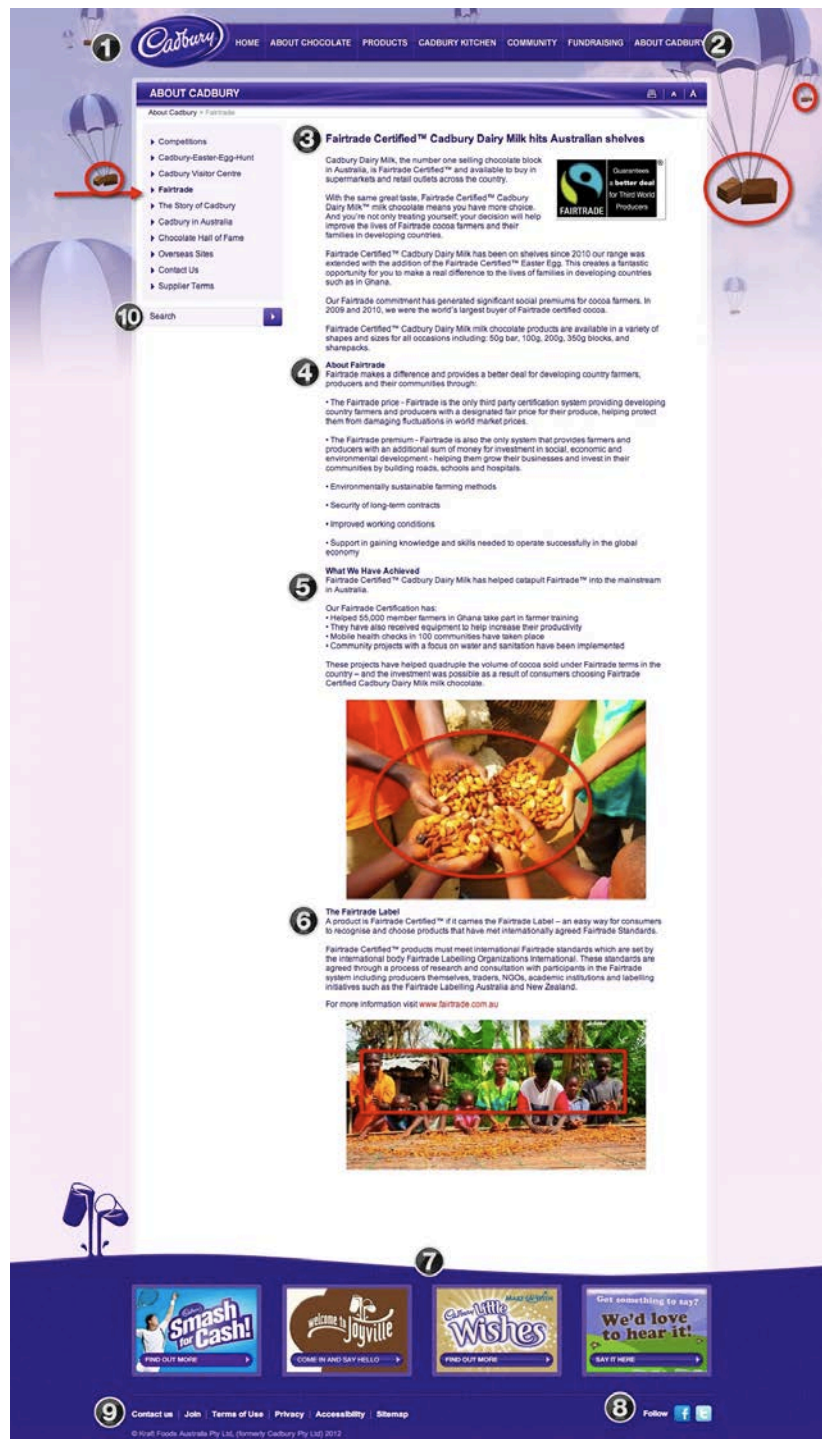 1
Cadbury HOME ABOUT CHOCOLATE PRODUCTS CADBURY KITCHEN COMMUNITY FUNDRAISING ABOUT CADBURY
2
ABOUT CADBURY A A
About Cadbury > Fairtrade
Competitions
Cadbury-Easter-Egg-Hunt
Cadbury Visitor Centre
Fairtrade
The Story of Cadbury
Cadbury in Australia
Chocolate Hall of Fame
Overseas Sites
Contact Us
Supplier Terms
10
Search
3
Fairtrade Certified™ Cadbury Dairy Milk hits Australian shelves
Cadbury Dairy Milk, the number one selling chocolate block
in Australia, is Fairtrade Certified™ and available to buy in
supermarkets and retail outlets across the country.
With the same great taste, Fairtrade Certified™ Cadbury
Dairy Milk™ milk chocolate means you have more choice.
And you're not only treating yourself; your decision will help
improve the lives of Fairtrade cocoa farmers and their
families in developing countries.
FAIRTRADE
®
Guarantees
a better deal
for Third World
Producers
Fairtrade Certified™ Cadbury Dairy Milk has been on shelves since 2010 our range was
extended with the addition of the Fairtrade Certified™ Easter Egg. This creates a fantastic
opportunity for you to make a real difference to the lives of families in developing countries
such as in Ghana.
Our Fairtrade commitment has generated significant social premiums for cocoa farmers. In
2009 and 2010, we were the world's largest buyer of Fairtrade certified cocoa.
Fairtrade Certified™ Cadbury Dairy Milk milk chocolate products are available in a variety of
shapes and sizes for all occasions including: 50g bar, 100g, 200g, 350g blocks, and
sharepacks.
4
About Fairtrade
Fairtrade makes a difference and provides a better deal for developing country farmers,
producers and their communities through:
• The Fairtrade price - Fairtrade is the only third party certification system providing developing
country farmers and producers with a designated fair price for their produce, helping protect
them from damaging fluctuations in world market prices.
• The Fairtrade premium - Fairtrade is also the only system that provides farmers and
producers with an additional sum of money for investment in social, economic and
environmental development - helping them grow their businesses and invest in their
communities by building roads, schools and hospitals.
• Environmentally sustainable farming methods
• Security of long-term contracts
• Improved working conditions
• Support in gaining knowledge and skills needed to operate successfully in the global
economy
5
What We Have Achieved
Fairtrade Certified™ Cadbury Dairy Milk has helped catapult Fairtrade™ into the mainstream
in Australia.
Our Fairtrade Certification has:
• Helped 55,000 member farmers in Ghana take part in farmer training
• They have also received equipment to help increase their productivity
• Mobile health checks in 100 communities have taken place
• Community projects with a focus on water and sanitation have been implemented
These projects have helped quadruple the volume of cocoa sold under Fairtrade terms in the
country – and the investment was possible as a result of consumers choosing Fairtrade
Certified Cadbury Dairy Milk milk chocolate.
6
The Fairtrade Label
A product is Fairtrade Certified™ if it carries the Fairtrade Label – an easy way for consumers
to recognise and choose products that have met internationally agreed Fairtrade Standards.
Fairtrade Certified™ products must meet international Fairtrade standards which are set by
the international body Fairtrade Labelling Organizations International. These standards are
agreed through a process of research and consultation with participants in the Fairtrade
system including producers themselves, traders, NGOs, academic institutions and labelling
initiatives such as the Fairtrade Labelling Australia and New Zealand.
For more information visit www.fairtrade.com.au
7
Cadbury Smash for Cash!
FIND OUT MORE
welcome to Joyville
COME IN AND SAY HELLO
Cadbury Little Wishes
FIND OUT MORE
Got something to say?
We'd love
to hear it!
SAY IT HERE
9
Contact us | Join | Terms of Use | Privacy | Accessibility | Sitemap
8
Follow f t
© Kraft Foods Australia Pty Ltd, (formerly Cadbury Pty Ltd) 2012